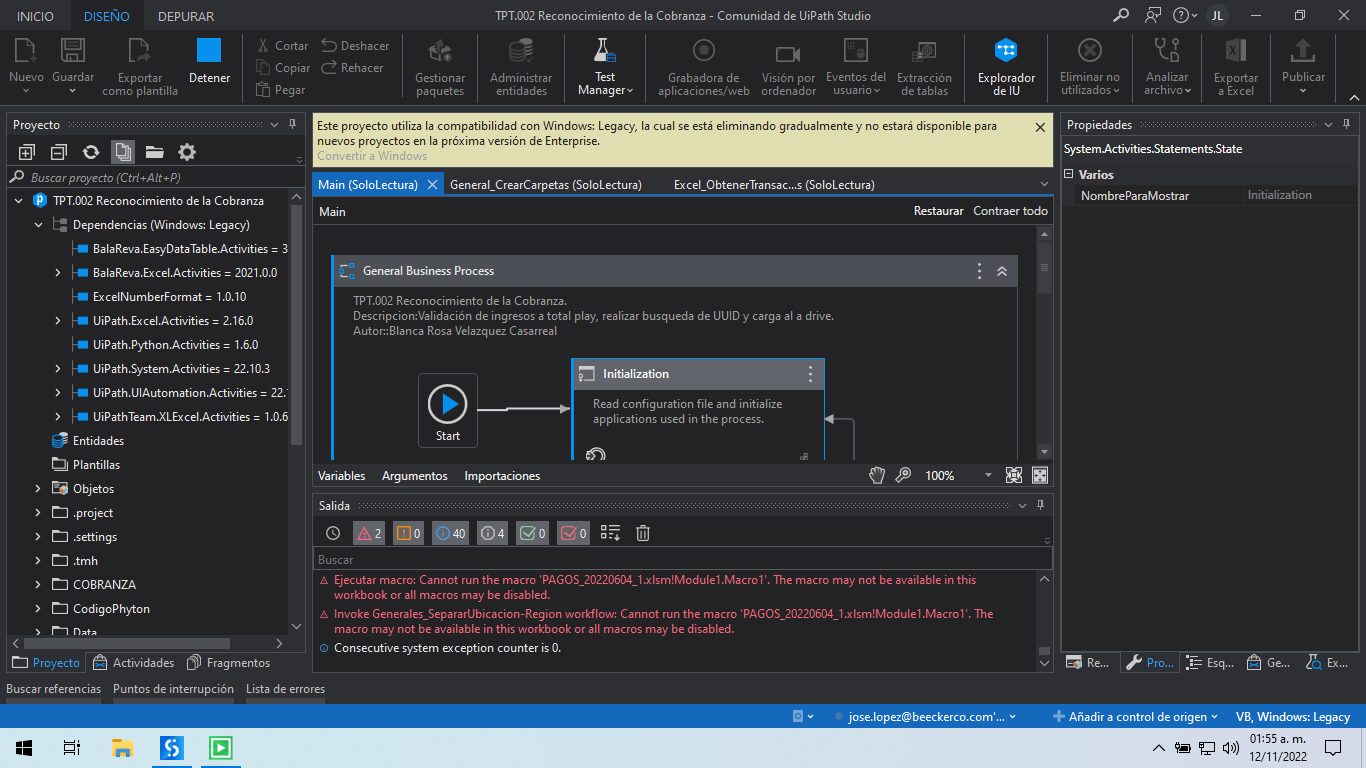 INICIO DISEÑO DEPURAR TPT.002 Reconocimiento de la Cobranza - Comunidad de UiPath Studio JL
Nuevo
Guardar
Exportar
como plantilla
Detener
Cortar
Copiar
Pegar
Deshacer
Rehacer
Gestionar
paquetes
Administrar
entidades
Test
Manager
Grabadora de
aplicaciones/web
Visión por
ordenador
Eventos del
usuario
Extracción
de tablas
Explorador
de IU
Eliminar no
utilizados
Analizar
archivo
Exportar
a Excel
Publicar
Proyecto
Buscar proyecto (Ctrl+Alt+P)
TPT.002 Reconocimiento de la Cobranza
Dependencias (Windows: Legacy)
BalaReva.EasyDataTable.Activities = 3
BalaReva.Excel.Activities = 2021.0.0
ExcelNumberFormat = 1.0.10
UiPath.Excel.Activities = 2.16.0
UiPath.Python.Activities = 1.6.0
UiPath.System.Activities = 22.10.3
UiPath.UIAutomation.Activities = 22.
UiPathTeam.XLExcel.Activities = 1.0.6
Entidades
Plantillas
Objetos
.project
.settings
.tmh
COBRANZA
CodigoPhyton
Data
Proyecto Actividades Fragmentos
Este proyecto utiliza la compatibilidad con Windows: Legacy, la cual se está eliminando gradualmente y no estará disponible para
nuevos proyectos en la próxima versión de Enterprise.
Convertir a Windows
Main (SoloLectura) General_CrearCarpetas (SoloLectura) Excel_ObtenerTransac...s (SoloLectura)
Main Restaurar Contraer todo
General Business Process
TPT.002 Reconocimiento de la Cobranza.
Descripcion:Validación de ingresos a total play, realizar busqueda de UUID y carga al a drive.
Autor::Blanca Rosa Velazquez Casarreal
Start
Initialization
Read configuration file and initialize
applications used in the process.
Variables Argumentos Importaciones 100%
Salida
2 0 40 4 0 0
Buscar
Ejecutar macro: Cannot run the macro 'PAGOS_20220604_1.xlsm!Module1.Macro1'. The macro may not be available in this
workbook or all macros may be disabled.
Invoke Generales_SepararUbicacion-Region workflow: Cannot run the macro 'PAGOS_20220604_1.xlsm!Module1.Macro1'. The
macro may not be available in this workbook or all macros may be disabled.
Consecutive system exception counter is 0.
Propiedades
System.Activities.Statements.State
Varios
NombreParaMostrar Initialization
Re... Pro... Esq... Ge... Ex...
Buscar referencias Puntos de interrupción Lista de errores
jose.lopez@beeckerco.com'... Añadir a control de origen VB, Windows: Legacy
01:55 a. m.
12/11/2022